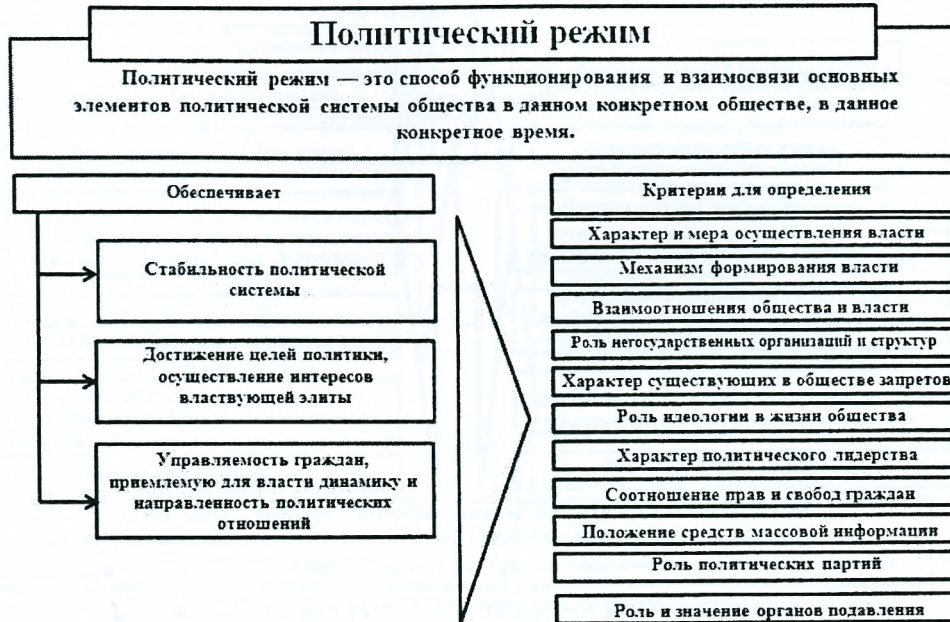 Политический режим
Политический режим — это способ функционирования и взаимосвязи основных
элементов политической системы общества в данном конкретном обществе, в данное
конкретное время.
Обеспечивает
Стабильность политической
системы
Достижение целей политики,
осуществление интересов
властвующей элиты
Управляемость граждан,
приемлемую для власти динамику и
направленность политических
отношений
Критерии для определения
Характер и мера осуществления власти
Механизм формирования власти
Взаимоотношения общества и власти
Роль негосударственных организаций и структур
Характер существующих в обществе запретов
Роль идеологии в жизни общества
Характер политического лидерства
Соотношение прав и свобод граждан
Положение средств массовой информации
Роль политических партий
Роль и значение органов подавления